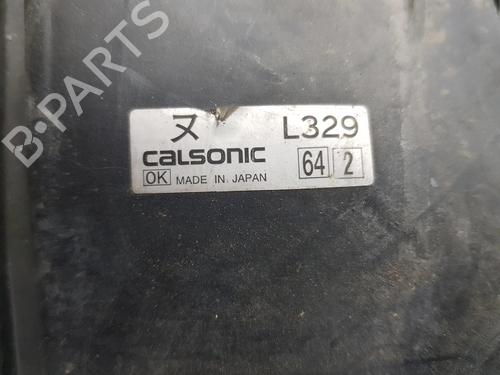 ヌ L329
CALSONIC 64 2
OK MADE IN JAPAN
B-PARTS